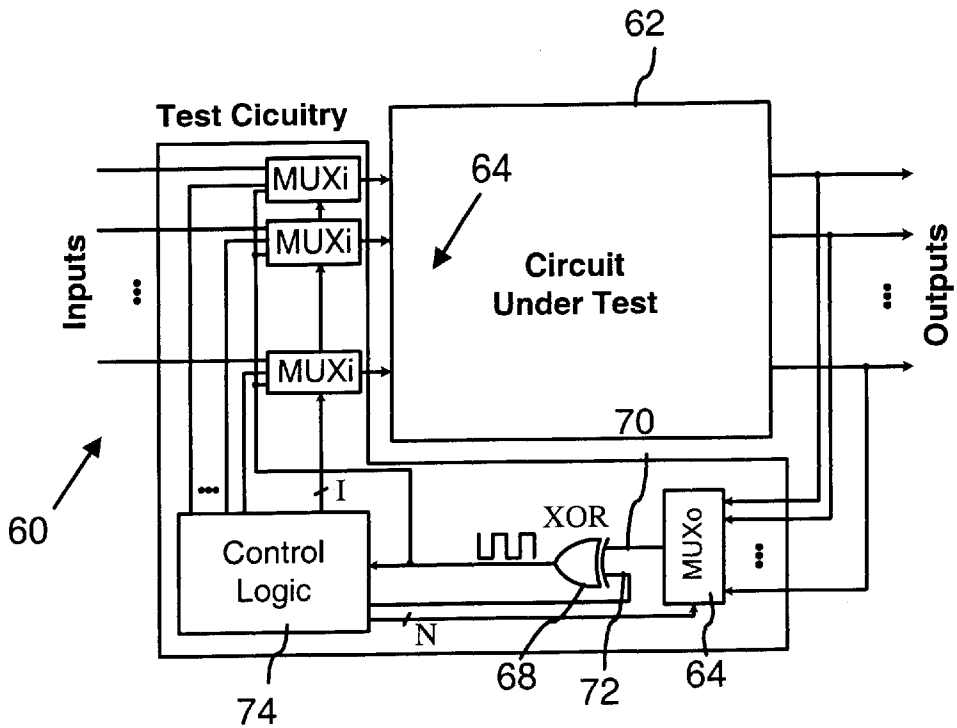 62
Test Cicuitry
MUXi
64
MUXi
Inputs
...
Circuit
Under Test
...
Outputs
MUXi
70
60
...
I
XOR
MUXo
...
Control
Logic
N
74
68
72
64